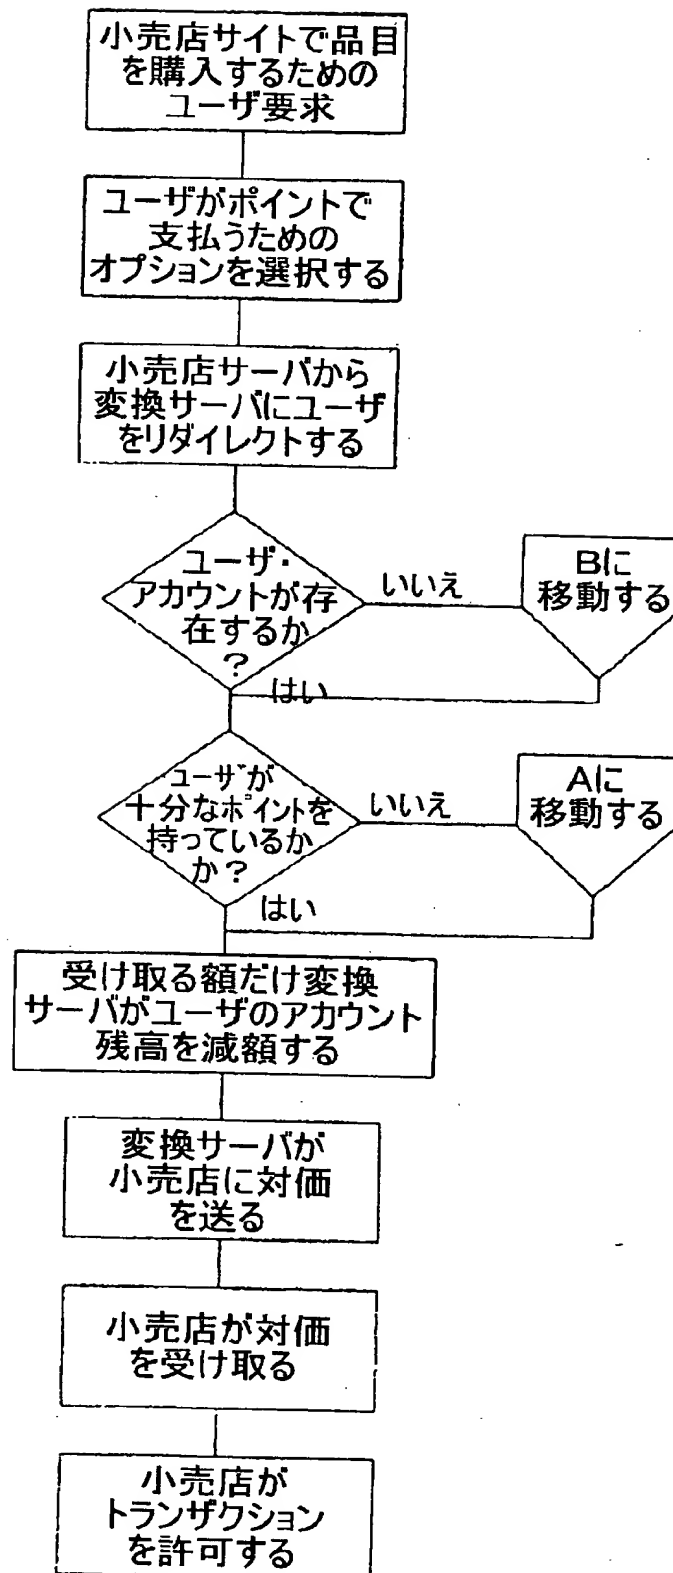 小売店サイトで品目
を購入するための
ユーザ要求
ユーザがポイントで
支払うための
オプションを選択する
小売店サーバから
変換サーバにユーザ
をリダイレクトする
ユーザ・
アカウントが存
在するか
?
いいえ
Bに
移動する
はい
ユーザが
十分なポイントを
持っているか
か?
いいえ
Aに
移動する
はい
受け取る額だけ変換
サーバがユーザのアカウント
残高を減額する
変換サーバが
小売店に対価
を送る
小売店が対価
を受け取る
小売店が
トランザクション
を許可する